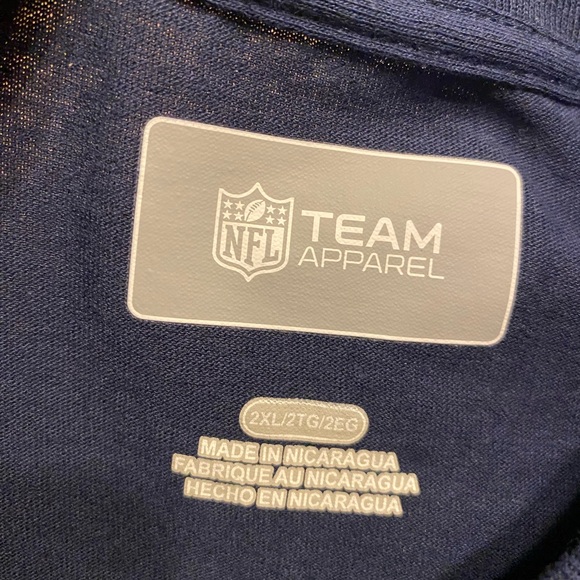 NFL
TEAM
APPAREL
2XL/2TG/2EG
MADE IN NICARAGUA
FABRIQUE AU NICARAGUA
HECHO EN NICARAGUA